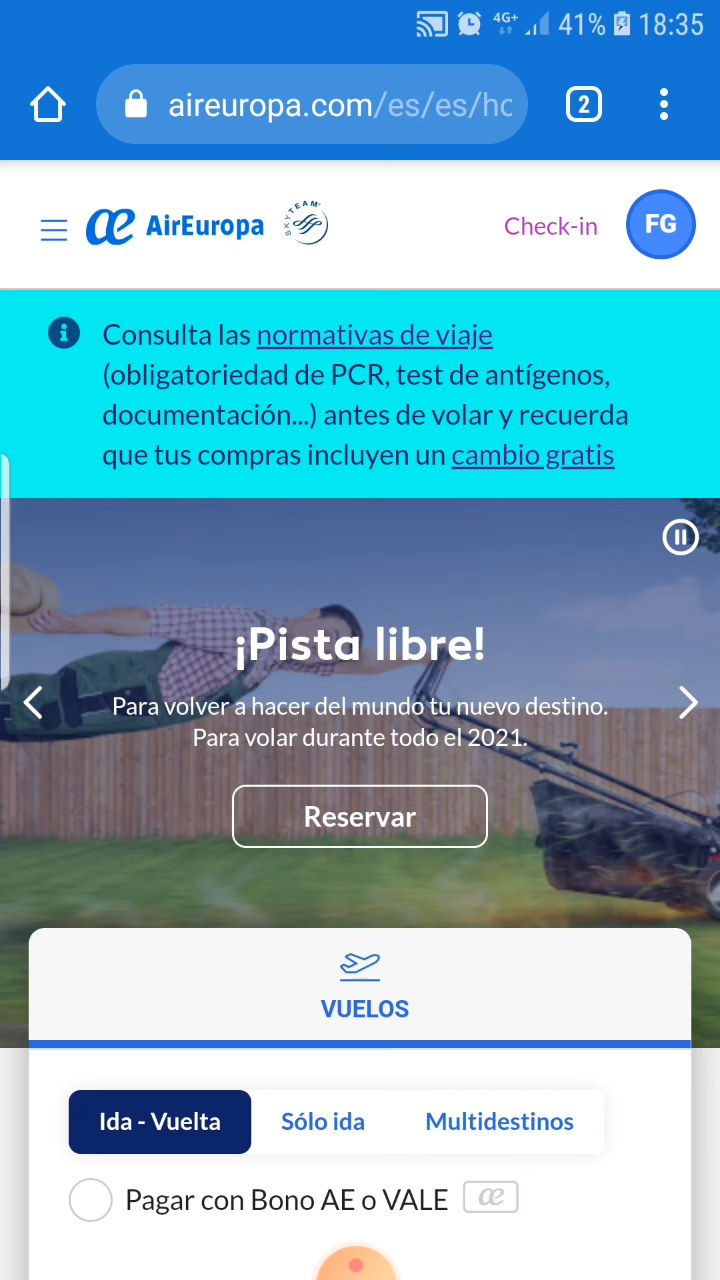 4G+ 41% 18:35
aireuropa.com/es/es/ho
2
æ AirEuropa SKYTEAM Check-in FG
Consulta las normativas de viaje
(obligatoriedad de PCR, test de antígenos,
documentación...) antes de volar y recuerda
que tus compras incluyen un cambio gratis
¡Pista libre!
Para volver a hacer del mundo tu nuevo destino.
Para volar durante todo el 2021.
Reservar
VUELOS
Ida - Vuelta Sólo ida Multidestinos
Pagar con Bono AE o VALE æ